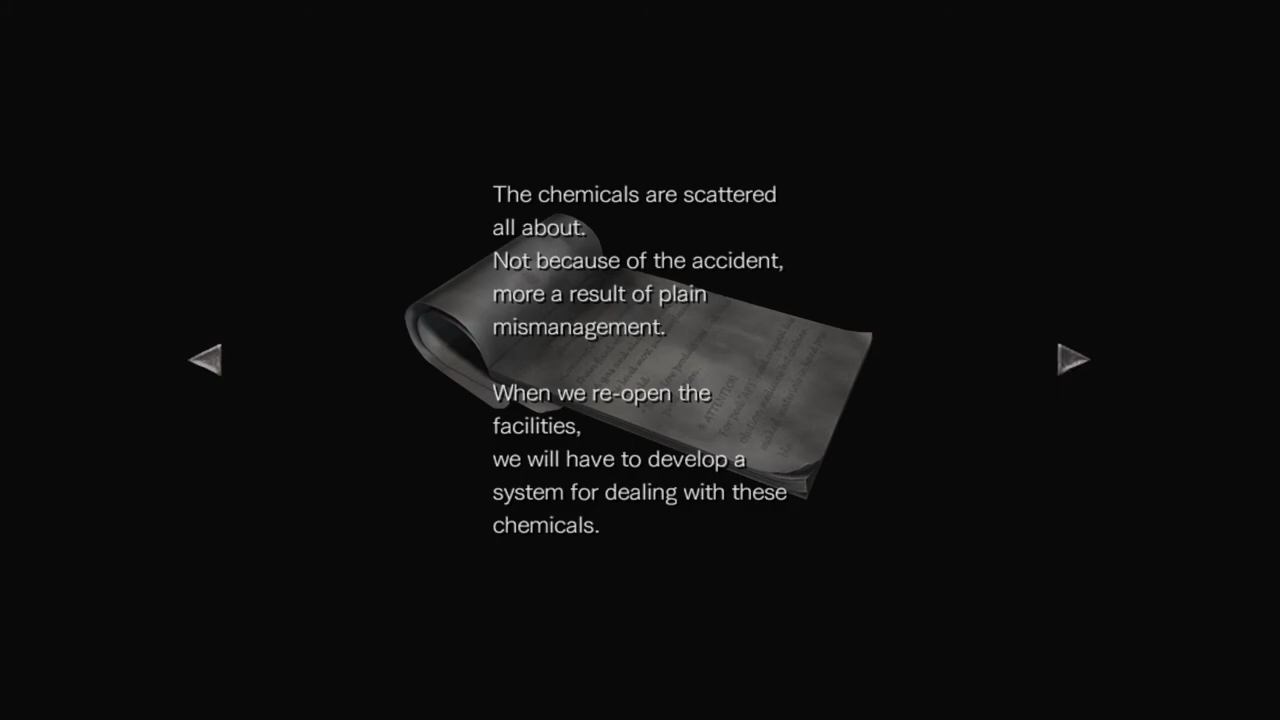 The chemicals are scattered
all about.
Not because of the accident,
more a result of plain
mismanagement.
When we re-open the
facilities,
we will have to develop a
system for dealing with these
chemicals.
ATTENTION